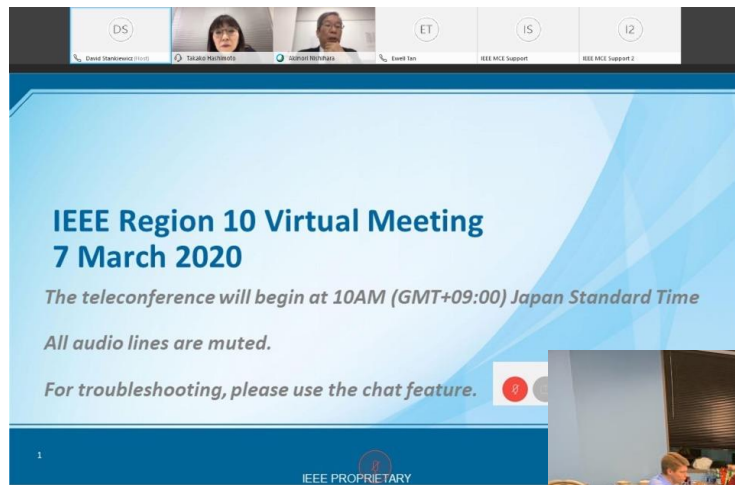 DS
ET
IS
I2
David Stankiewicz (Host)
Takako Hashimoto
Akinori Nishihara
Ewell Tan
IEEE MCE Support
IEEE MCE Support 2
IEEE Region 10 Virtual Meeting
7 March 2020
The teleconference will begin at 10AM (GMT+09:00) Japan Standard Time
All audio lines are muted.
For troubleshooting, please use the chat feature.
1
IEEE PROPRIETARY